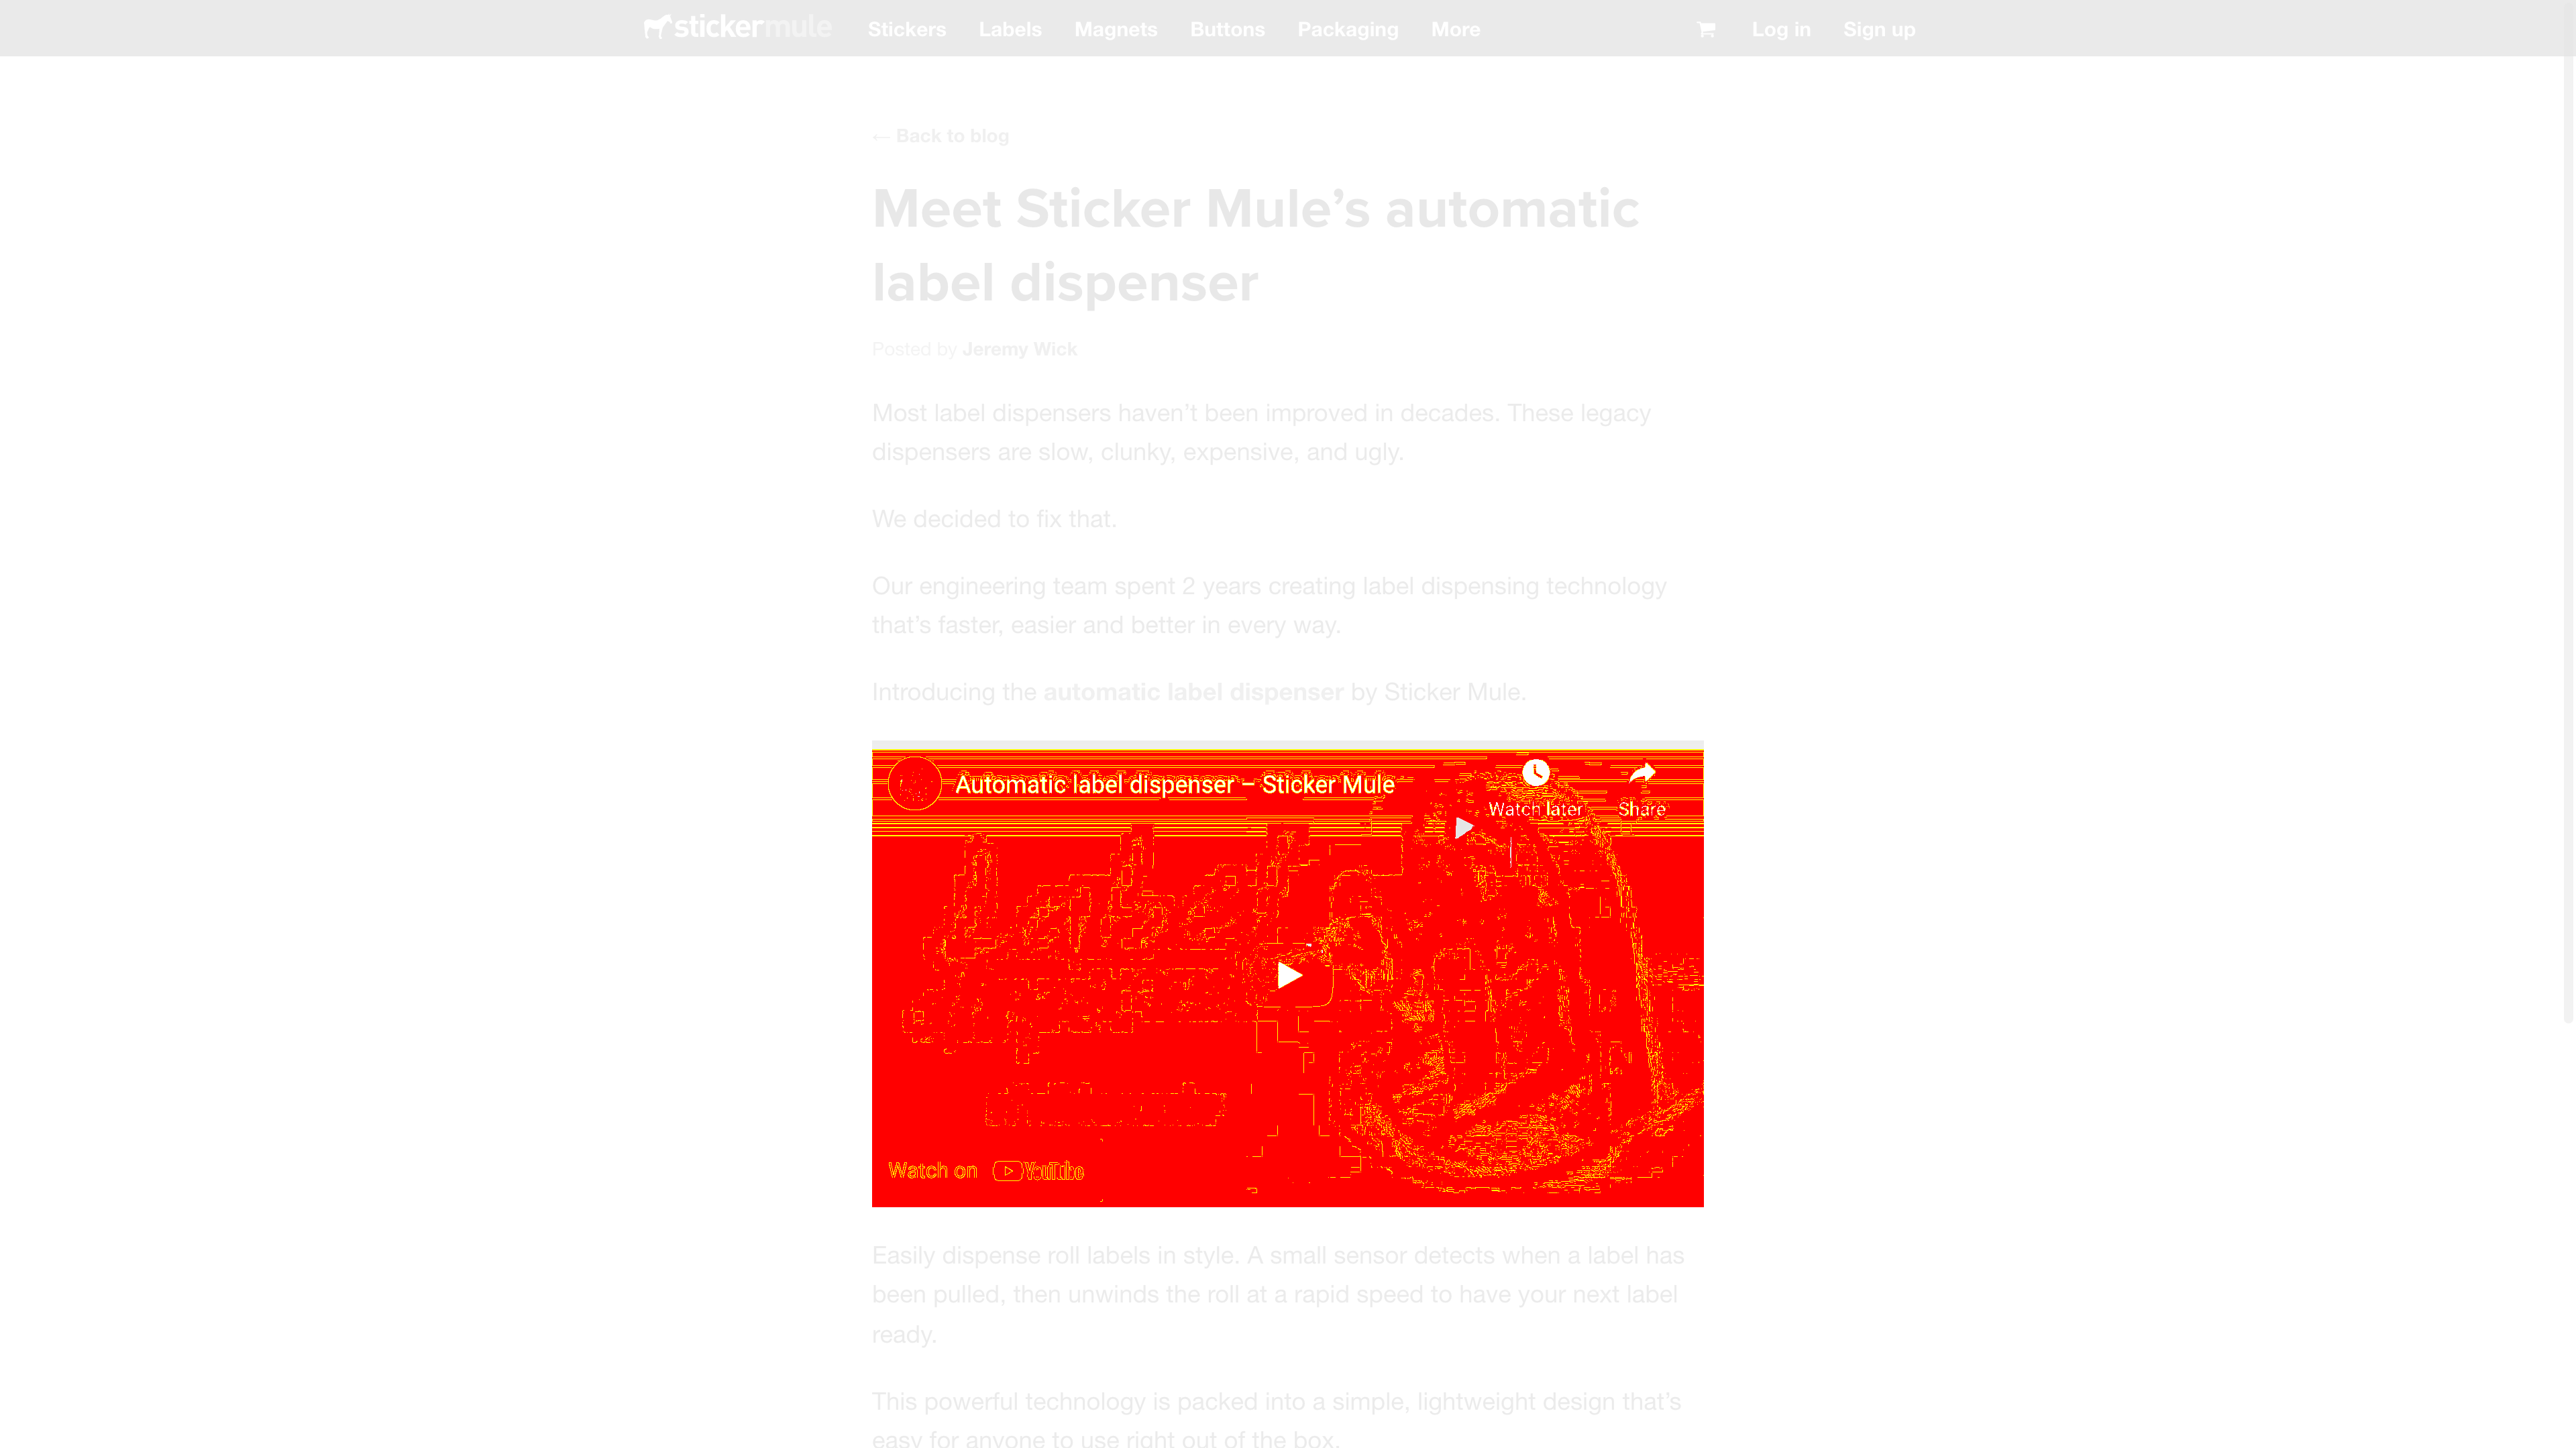 stickermule Stickers Labels Magnets Buttons Packaging More Log in Sign up
← Back to blog
Meet Sticker Mule’s automatic
label dispenser
Posted by Jeremy Wick
Most label dispensers haven’t been improved in decades. These legacy
dispensers are slow, clunky, expensive, and ugly.
We decided to fix that.
Our engineering team spent 2 years creating label dispensing technology
that’s faster, easier and better in every way.
Introducing the automatic label dispenser by Sticker Mule.
Automatic label dispenser – Sticker Mule
Watch later Share
Watch on YouTube
Easily dispense roll labels in style. A small sensor detects when a label has
been pulled, then unwinds the roll at a rapid speed to have your next label
ready.
This powerful technology is packed into a simple, lightweight design that’s
easy for anyone to use right out of the box.